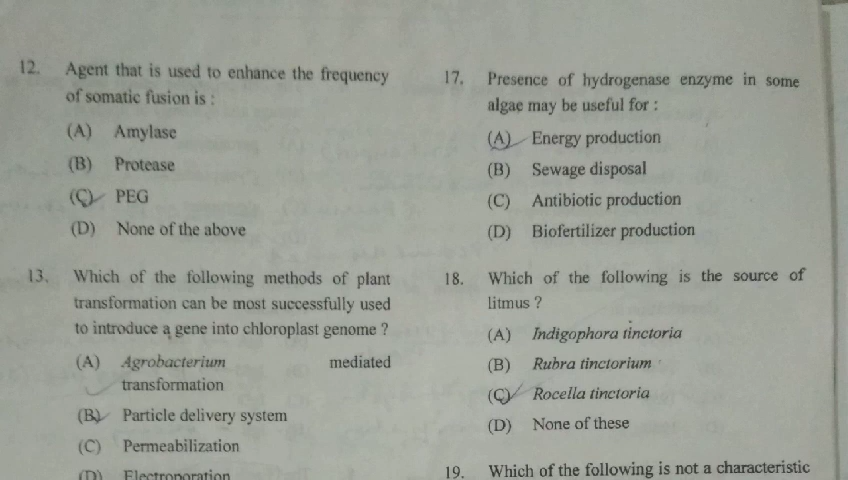 12. Agent that is used to enhance the frequency
of somatic fusion is :
(A) Amylase
(B) Protease
(C) PEG
(D) None of the above
13. Which of the following methods of plant
transformation can be most successfully used
to introduce a gene into chloroplast genome ?
(A) Agrobacterium mediated
transformation
(B) Particle delivery system
(C) Permeabilization
(D) Electroporation
17. Presence of hydrogenase enzyme in some
algae may be useful for :
(A) Energy production
(B) Sewage disposal
(C) Antibiotic production
(D) Biofertilizer production
18. Which of the following is the source of
litmus ?
(A) Indigophora tinctoria
(B) Rubra tinctorium
(C) Rocella tinctoria
(D) None of these
19. Which of the following is not a characteristic